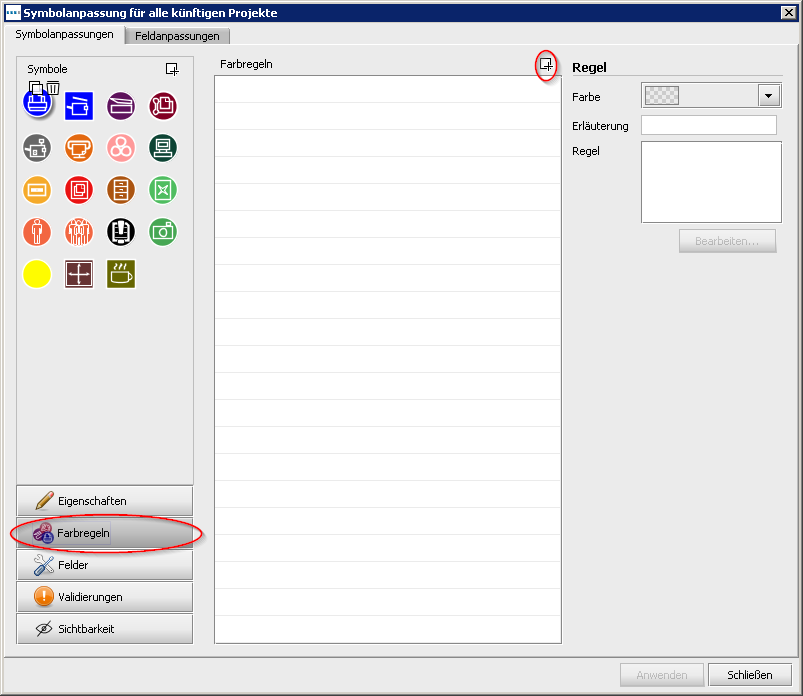 Symbolanpassung für alle künftigen Projekte
Symbolanpassungen Feldanpassungen
Symbole
Farbregeln
Regel
Farbe
Erläuterung
Regel
Bearbeiten...
Eigenschaften
Farbregeln
Felder
Validierungen
Sichtbarkeit
Anwenden Schließen